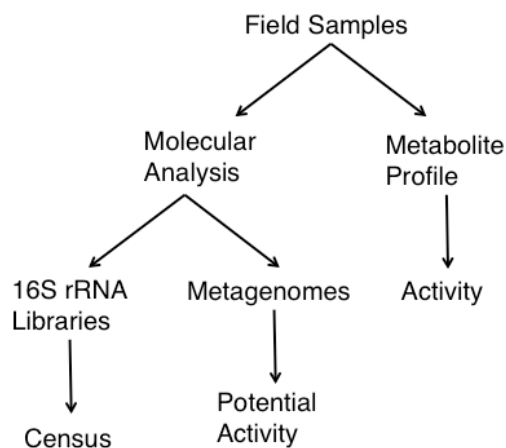 Field Samples
Molecular
Analysis
Metabolite
Profile
16S rRNA
Libraries
Metagenomes
Activity
Census
Potential
Activity